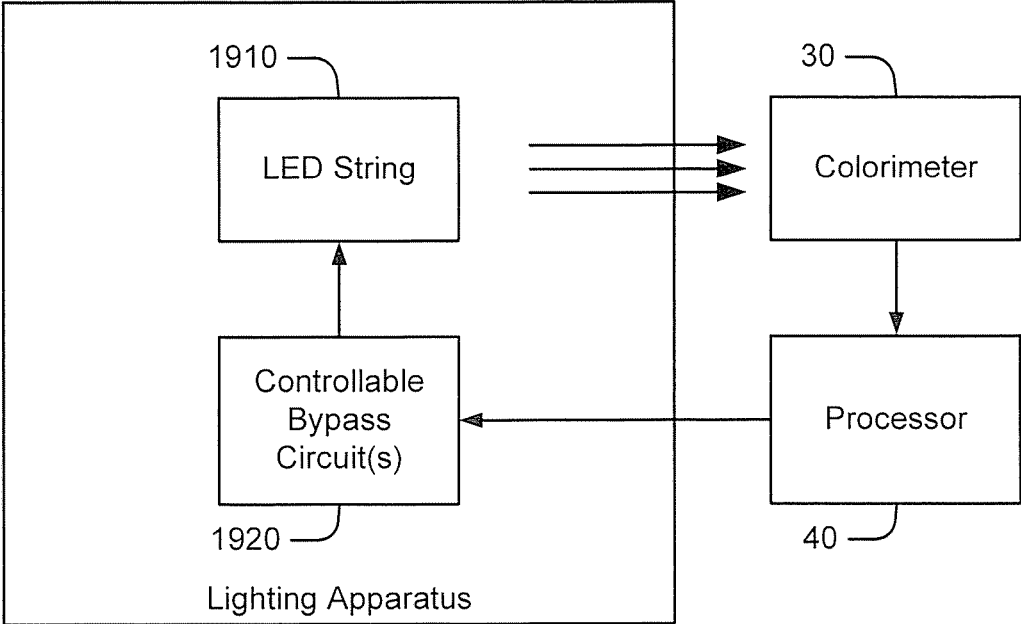 1910
30
LED String
Colorimeter
Controllable
Bypass
Circuit(s)
Processor
1920
40
Lighting Apparatus